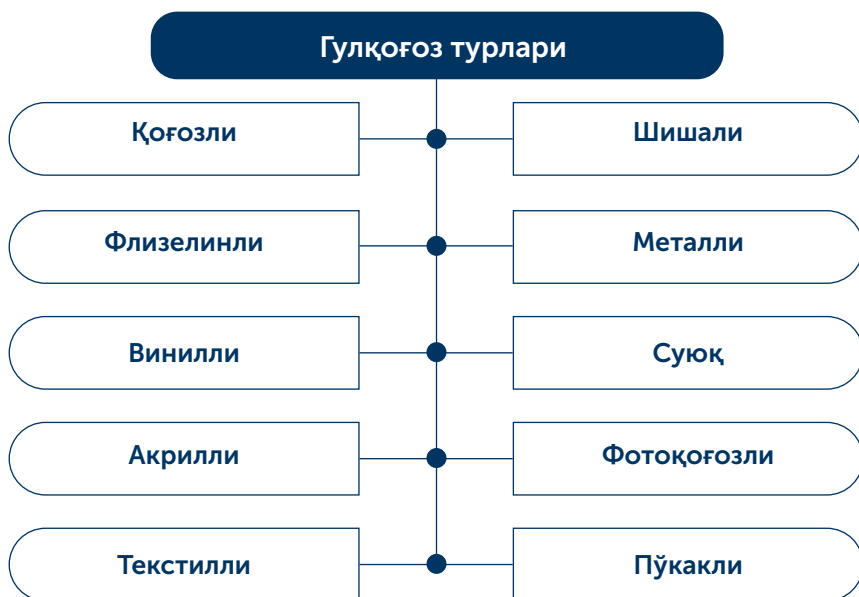 Гулқоғоз турлари
Қоғозли
Шишали
Флизелинли
Металли
Винилли
Суюқ
Акрилли
Фотоқоғозли
Текстилли
Пўкакли